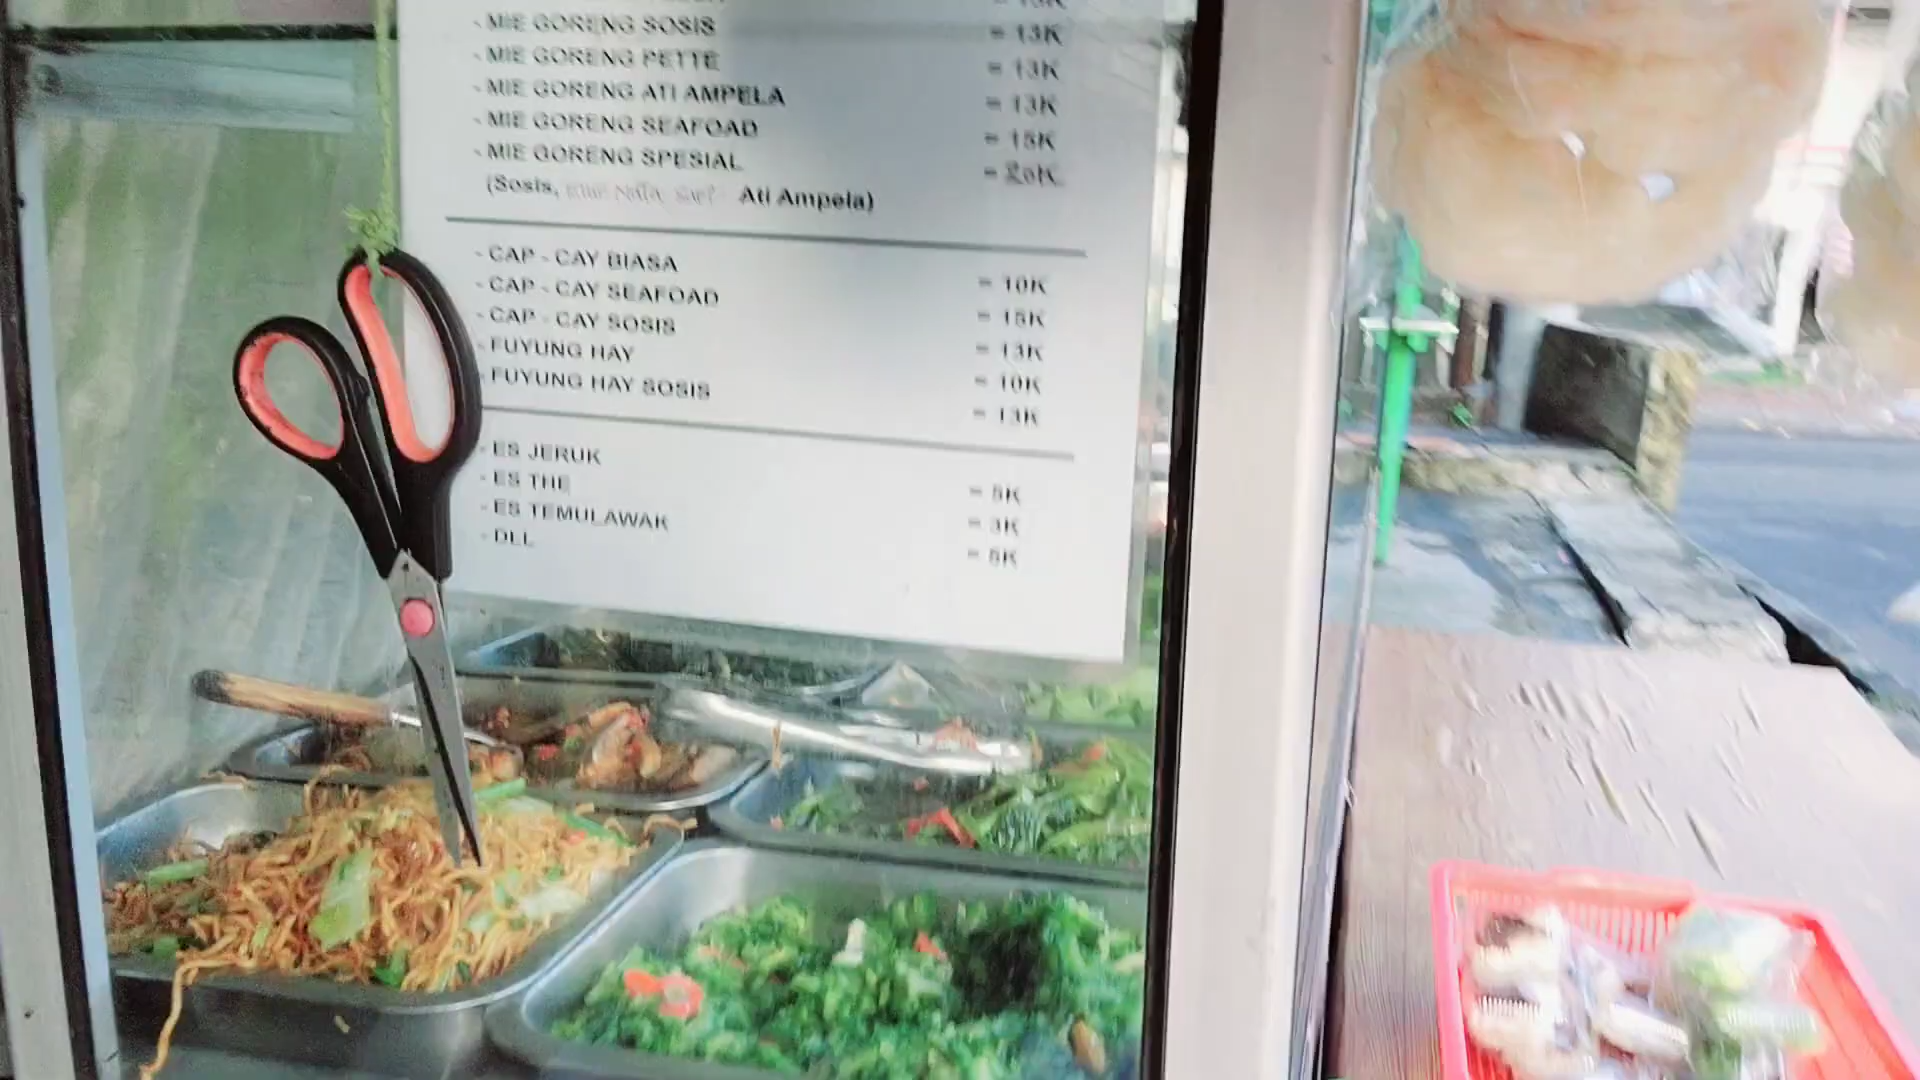 - MIE GORENG SOSIS = 13K
- MIE GORENG PETTE = 13K
- MIE GORENG ATI AMPELA = 13K
- MIE GORENG SEAFOAD = 15K
- MIE GORENG SPESIAL = 20K
(Sosis, Ati Ampela)
- CAP - CAY BIASA = 10K
- CAP - CAY SEAFOAD = 15K
- CAP - CAY SOSIS = 13K
- FUYUNG HAY = 10K
- FUYUNG HAY SOSIS = 13K
- ES JERUK = 5K
- ES THE = 3K
- ES TEMULAWAK = 5K
- DLL